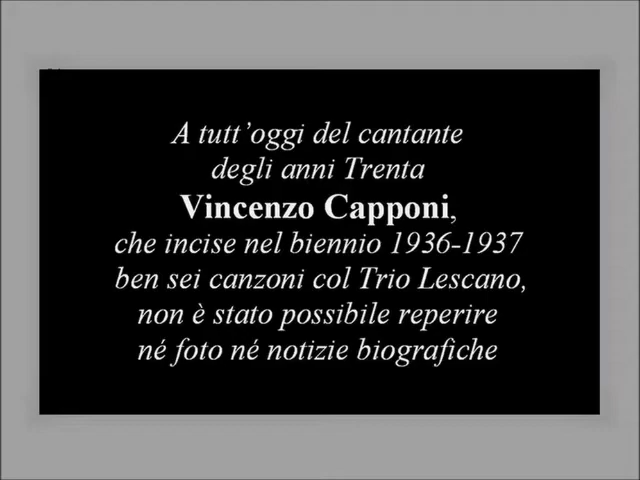 A tutt’oggi del cantante
degli anni Trenta
Vincenzo Capponi,
che incise nel biennio 1936-1937
ben sei canzoni col Trio Lescano,
non è stato possibile reperire
né foto né notizie biografiche